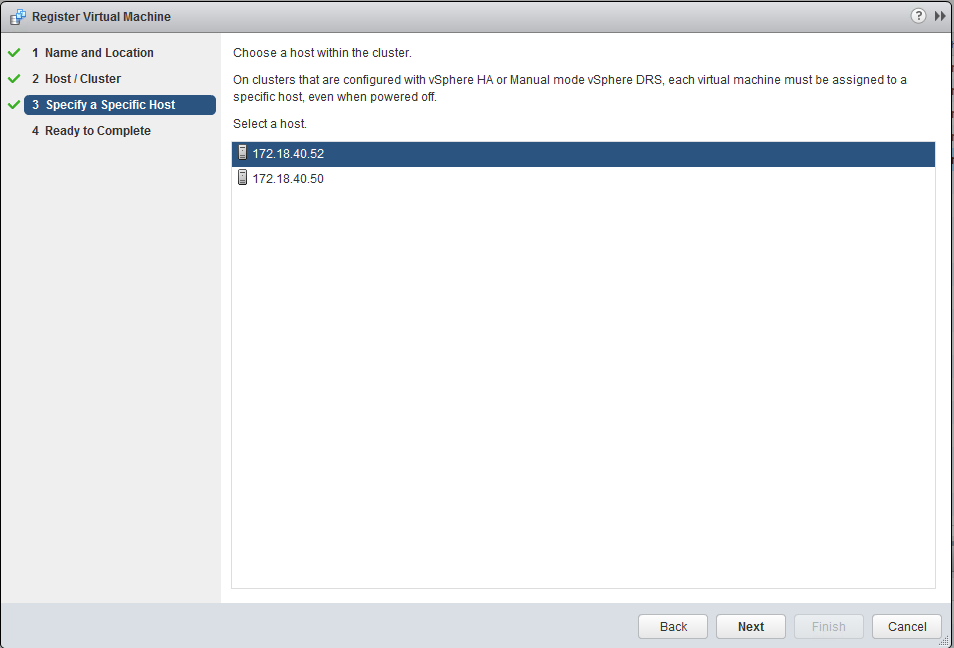 Register Virtual Machine
?
1 Name and Location
2 Host / Cluster
3 Specify a Specific Host
4 Ready to Complete
Choose a host within the cluster.
On clusters that are configured with vSphere HA or Manual mode vSphere DRS, each virtual machine must be assigned to a
specific host, even when powered off.
Select a host.
172.18.40.52
172.18.40.50
Back Next Finish Cancel